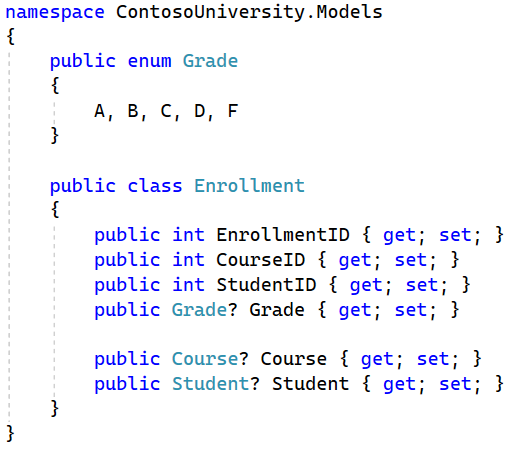 namespace ContosoUniversity.Models
{
    public enum Grade
    {
        A, B, C, D, F
    }

    public class Enrollment
    {
        public int EnrollmentID { get; set; }
        public int CourseID { get; set; }
        public int StudentID { get; set; }
        public Grade? Grade { get; set; }

        public Course? Course { get; set; }
        public Student? Student { get; set; }
    }
}